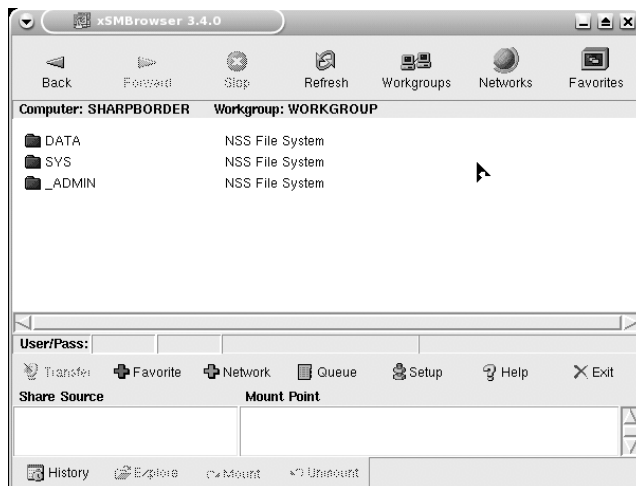 xSMBrowser 3.4.0
Back Forward Stop Refresh Workgroups Networks Favorites
Computer: SHARPBORDER Workgroup: WORKGROUP
DATA NSS File System
SYS NSS File System
_ADMIN NSS File System
User/Pass:
Transfer Favorite Network Queue Setup Help Exit
Share Source Mount Point
History Explore Mount Unmount